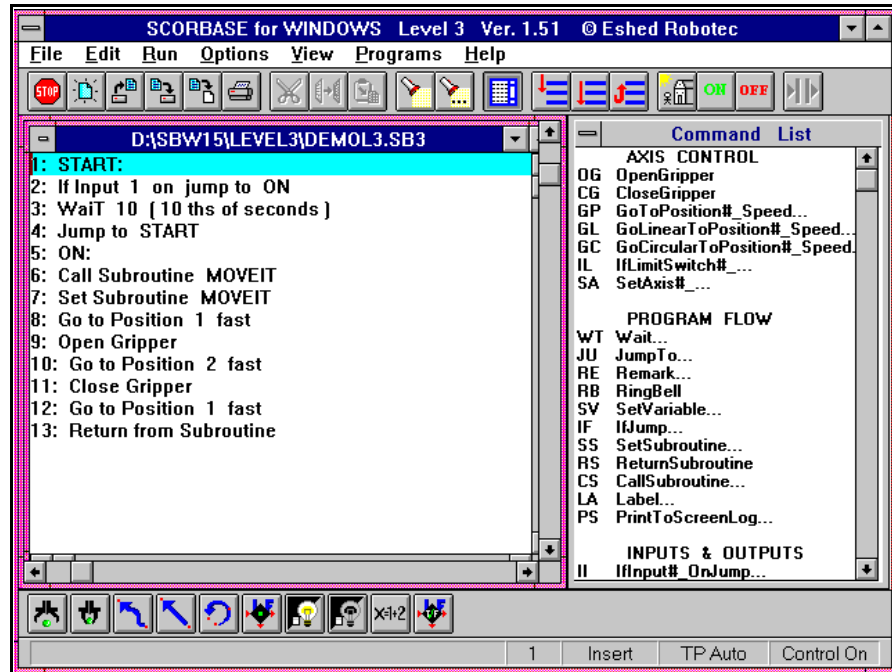 SCORBASE for WINDOWS Level 3 Ver. 1.51 © Eshed Robotec
File Edit Run Options View Programs Help
STOP ON OFF
D:\SBW15\LEVEL3\DEMOL3.SB3
1: START:
2: If Input 1 on jump to ON
3: WaiT 10 ( 10 ths of seconds )
4: Jump to START
5: ON:
6: Call Subroutine MOVEIT
7: Set Subroutine MOVEIT
8: Go to Position 1 fast
9: Open Gripper
10: Go to Position 2 fast
11: Close Gripper
12: Go to Position 1 fast
13: Return from Subroutine
Command List
AXIS CONTROL
OG OpenGripper
CG CloseGripper
GP GoToPosition#_Speed...
GL GoLinearToPosition#_Speed...
GC GoCircularToPosition#_Speed.
IL IfLimitSwitch#_...
SA SetAxis#_...
PROGRAM FLOW
WT Wait...
JU JumpTo...
RE Remark...
RB RingBell
SV SetVariable...
IF IfJump...
SS SetSubroutine...
RS ReturnSubroutine
CS CallSubroutine...
LA Label...
PS PrintToScreenLog...
INPUTS & OUTPUTS
II IfInput#_OnJump...
X=1+2
1 Insert TP Auto Control On